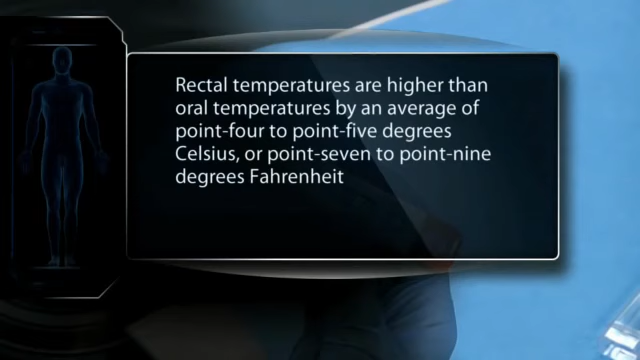 Rectal temperatures are higher than
oral temperatures by an average of
point-four to point-five degrees
Celsius, or point-seven to point-nine
degrees Fahrenheit